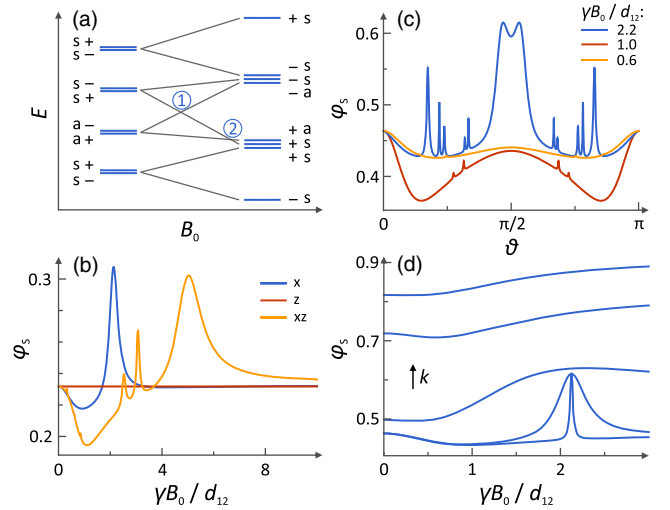 (a)
E
s +
s −
s −
s +
a −
a +
s +
s −
①
②
+ s
− s
− s
− a
+ a
+ s
+ s
− s
B₀
(c)
γB₀ / d₁₂:
2.2
1.0
0.6
φₛ
0.6
0.5
0.4
0
π/2
π
ϑ
(b)
x
z
xz
φₛ
0.3
0.2
0
4
8
γB₀ / d₁₂
(d)
φₛ
0.9
0.7
0.5
k
0
1
2
γB₀ / d₁₂